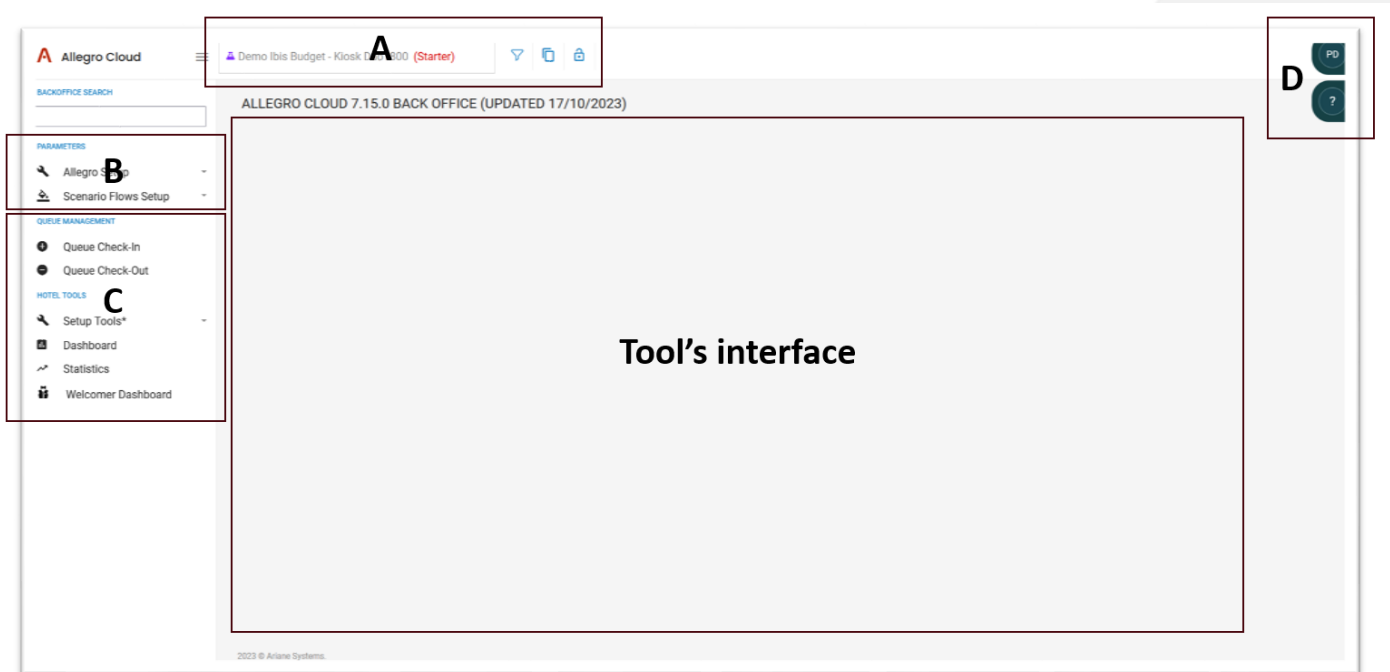 A
Allegro Cloud
Demo Ibis Budget - Kiosk (Starter)
D
PD
?
BACKOFFICE SEARCH
ALLEGRO CLOUD 7.15.0 BACK OFFICE (UPDATED 17/10/2023)
PARAMETERS
B
Allegro Setup
Scenario Flows Setup
QUEUE MANAGEMENT
Queue Check-In
Queue Check-Out
HOTEL TOOLS
C
Setup Tools*
Dashboard
Statistics
Welcomer Dashboard
Tool's interface
2023 © Ariane Systems.